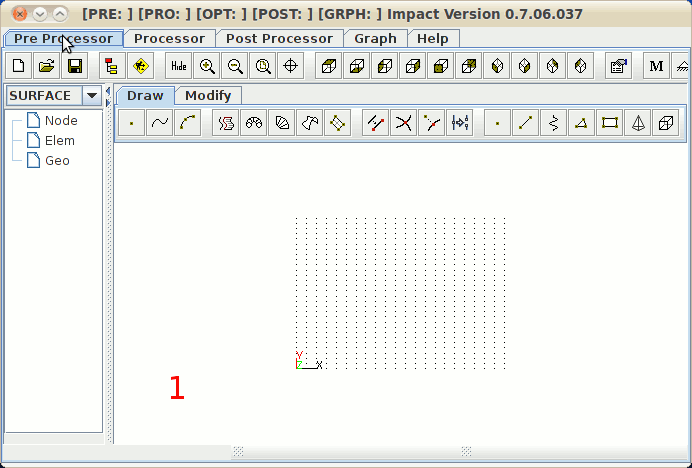 [PRE: ] [PRO: ] [OPT: ] [POST: ] [GRPH: ] Impact Version 0.7.06.037
Pre Processor Processor Post Processor Graph Help
Hide M
SURFACE Draw Modify
Node
Elem
Geo
Y
Z X
1